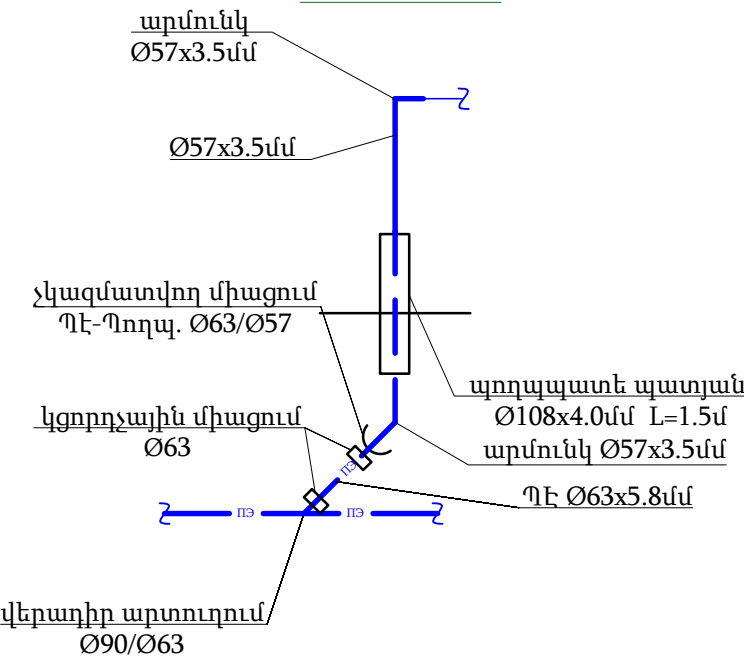 արմունկ
Ø57x3.5մմ
Ø57x3.5մմ
չկազմատվող միացում
Պէ-Պողպ. Ø63/Ø57
պողպպատե պատյան
Ø108x4.0մմ L=1.5մ
կցորդչային միացում
Ø63
արմունկ Ø57x3.5մմ
ПЭ
ՊԷ Ø63x5.8մմ
ПЭ ПЭ
վերադիր արտուղում
Ø90/Ø63